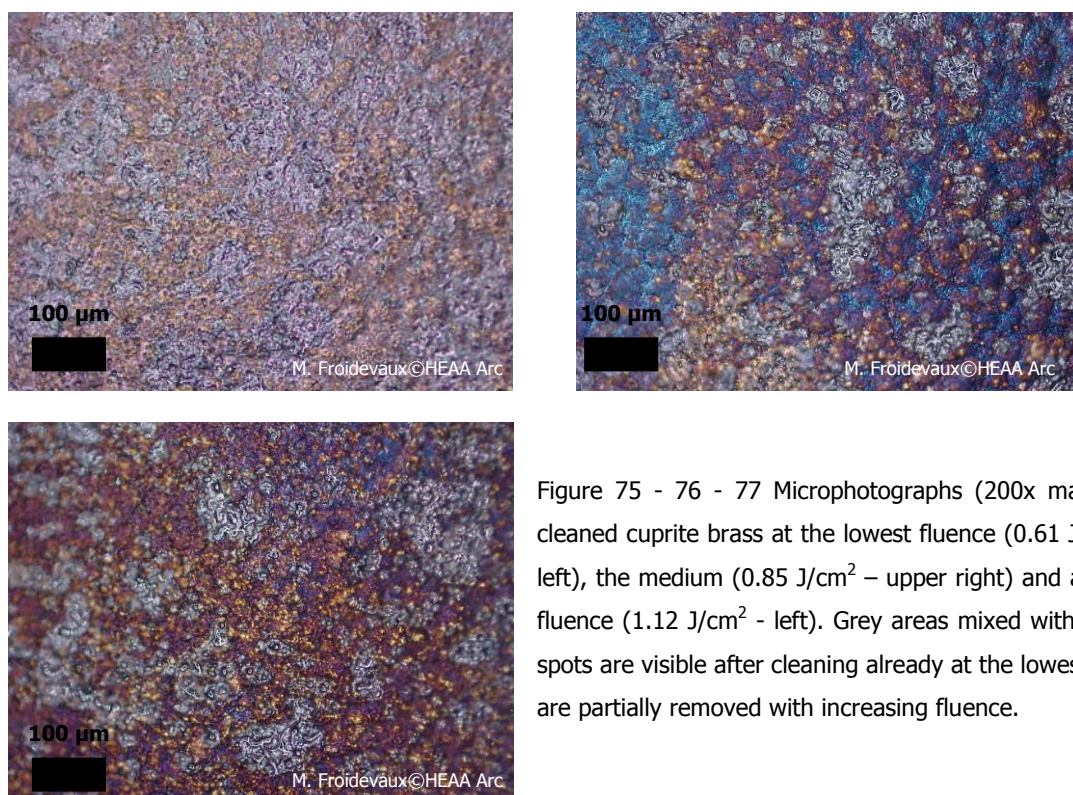 100 µm
M. Froidevaux©HEAA Arc
100 µm
M. Froidevaux©HEAA Arc
100 µm
M. Froidevaux©HEAA Arc
Figure 75 - 76 - 77 Microphotographs (200x
cleaned cuprite brass at the lowest fluence (0.61
left), the medium (0.85 J/cm² – upper right) and
fluence (1.12 J/cm² - left). Grey areas mixed with
spots are visible after cleaning already at the lowes
are partially removed with increasing fluence.